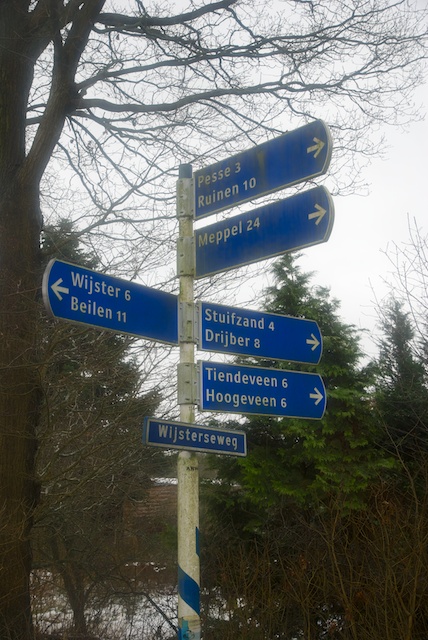 Pesse 3
Ruinen 10
Meppel 24
Wijster 6
Beilen 11
Stuifzand 4
Drijber 8
Tiendeveen 6
Hoogeveen 6
Wijsterseweg